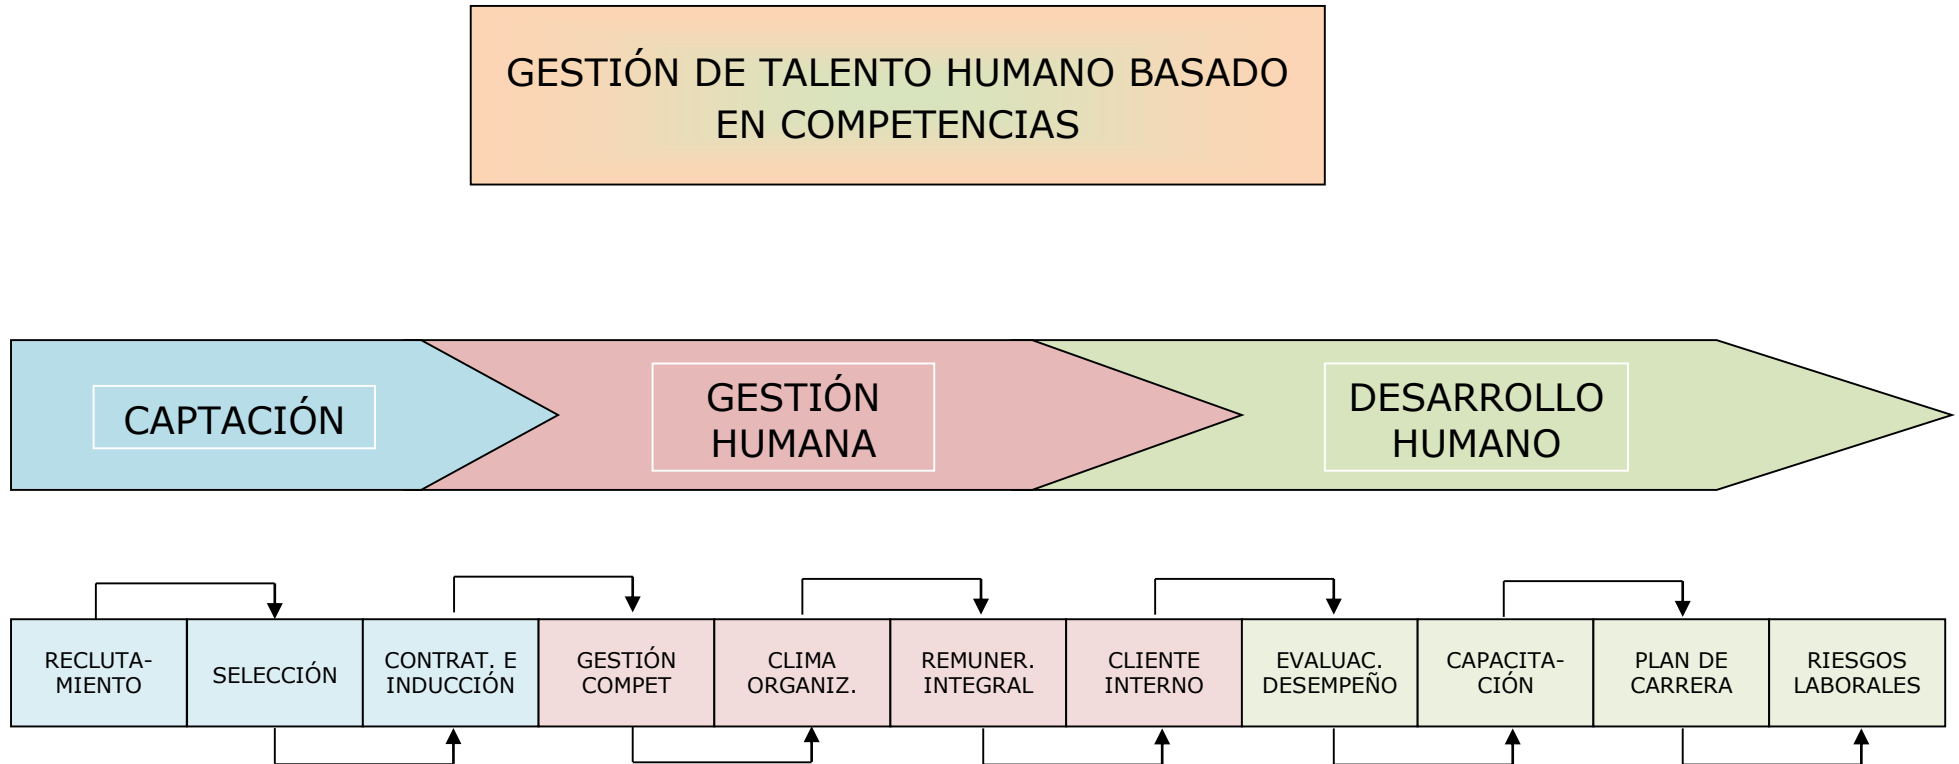 GESTIÓN DE TALENTO HUMANO BASADO
EN COMPETENCIAS
CAPTACIÓN
GESTIÓN
HUMANA
DESARROLLO
HUMANO
RECLUTA-
MIENTO
SELECCIÓN
CONTRAT. E
INDUCCIÓN
GESTIÓN
COMPET
CLIMA
ORGANIZ.
REMUNER.
INTEGRAL
CLIENTE
INTERNO
EVALUAC.
DESEMPEÑO
CAPACITA-
CIÓN
PLAN DE
CARRERA
RIESGOS
LABORALES